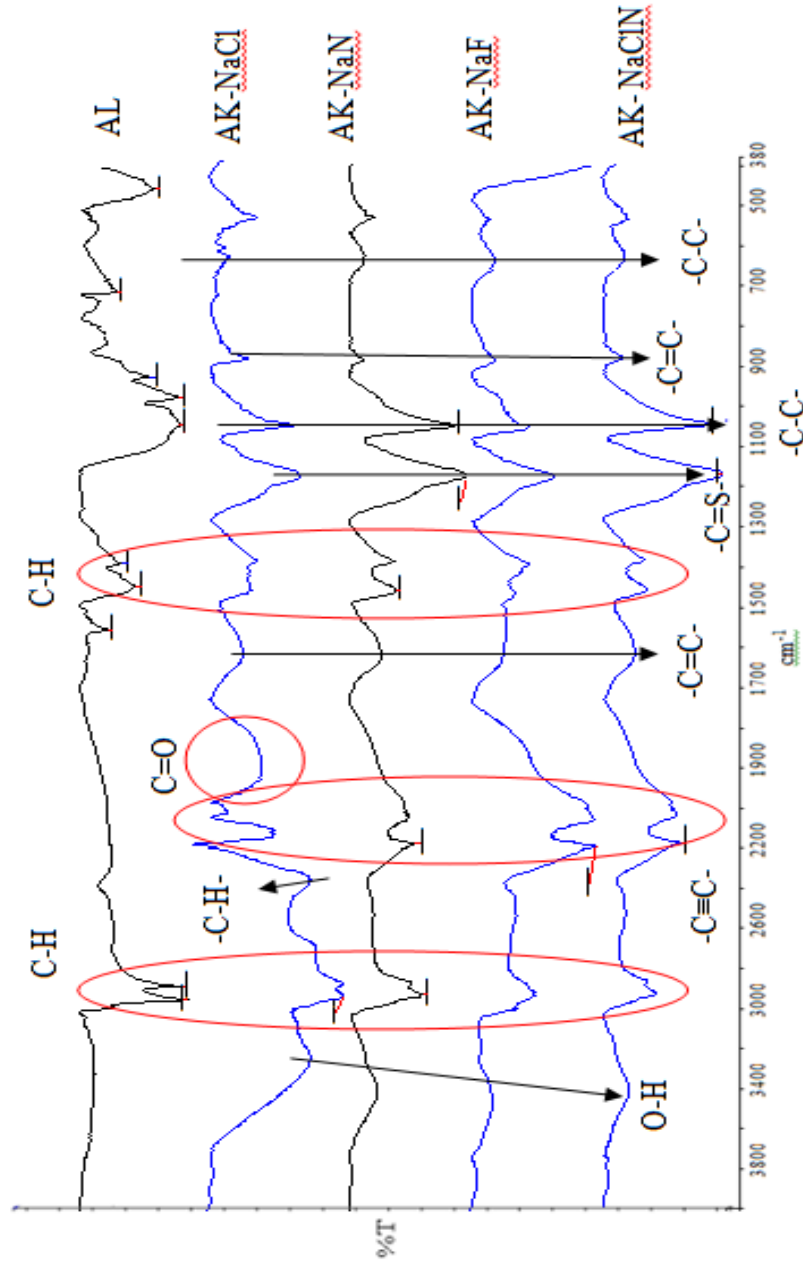 AL
AK-NaCl
AK-NaN
AK-NaF
AK- NaClN
C-H
C-H
C=O
-C-H-
O-H
-C≡C-
-C=C-
-C=S-
-C-C-
-C=C-
-C-C-
%T
3800
3400
3000
2600
2200
1900
1700
1500
1300
1100
900
700
500
380
cm-1